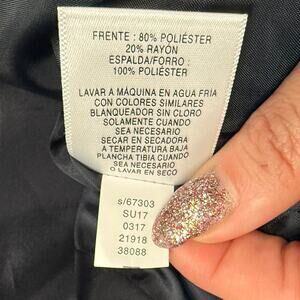 FRENTE : 80% POLIÉSTER
20% RAYÓN
ESPALDA/FORRO :
100% POLIÉSTER
LAVAR A MÁQUINA EN AGUA FRÍA
CON COLORES SIMILARES
BLANQUEADOR SIN CLORO
SOLAMENTE CUANDO
SEA NECESARIO
SECAR EN SECADORA
A TEMPERATURA BAJA
PLANCHA TIBIA CUANDO
SEA NECESARIO
O LAVAR EN SECO
s/67303
SU17
0317
21918
38088